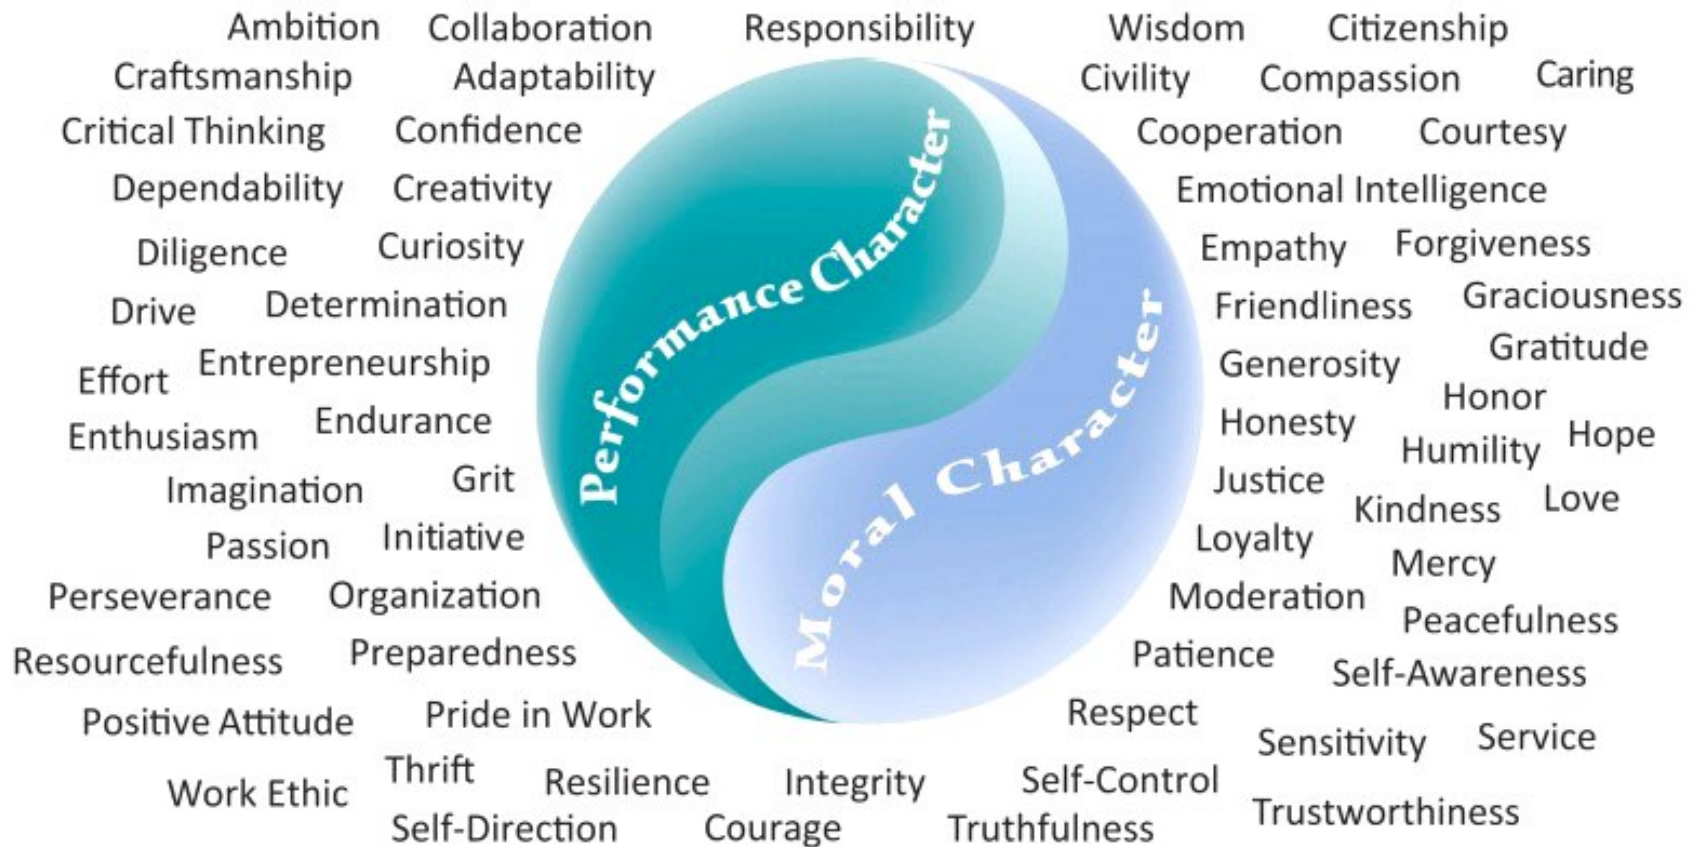 Ambition Collaboration Responsibility Wisdom Citizenship
Craftsmanship Adaptability Civility Compassion Caring
Critical Thinking Confidence Cooperation Courtesy
Dependability Creativity Emotional Intelligence
Diligence Curiosity Empathy Forgiveness
Drive Determination Friendliness Graciousness
Effort Entrepreneurship Generosity Gratitude
Enthusiasm Endurance Honesty Honor
Humility Hope
Imagination Grit Justice Kindness Love
Passion Initiative Loyalty Mercy
Perseverance Organization Moderation Peacefulness
Resourcefulness Preparedness Patience Self-Awareness
Positive Attitude Pride in Work Respect Sensitivity Service
Work Ethic Thrift Resilience Integrity Self-Control Trustworthiness
Self-Direction Courage Truthfulness
Performance Character
Moral Character